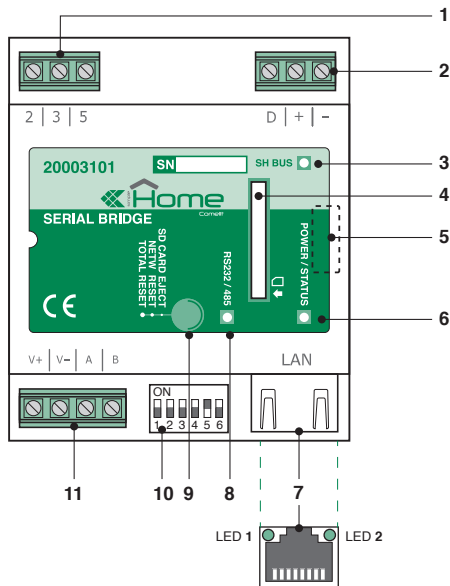 1
2
2 | 3 | 5
D | + | -
20003101
SN
SH BUS
3
4
Home
Comelit
SERIAL BRIDGE
5
POWER / STATUS
SD CARD EJECT
NETW RESET
TOTAL RESET
RS232 / 485
CE
6
V+ | V- | A | B
LAN
ON
1 2 3 4 5 6
11
10
9
8
7
LED 1
LED 2